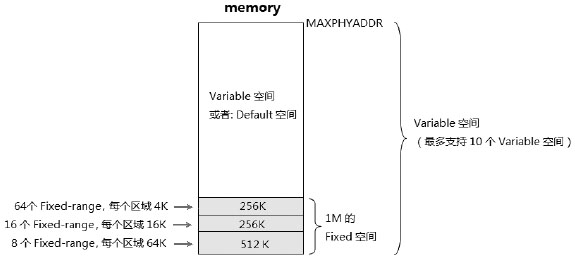 memory
MAXPHYADDR
Variable 空间
或者: Default 空间
Variable 空间
（最多支持 10 个 Variable 空间）
64个 Fixed-range, 每个区域 4K
256K
16 个 Fixed-range, 每个区域 16K
256K
8 个 Fixed-range, 每个区域 64K
512 K
1M 的
Fixed 空间